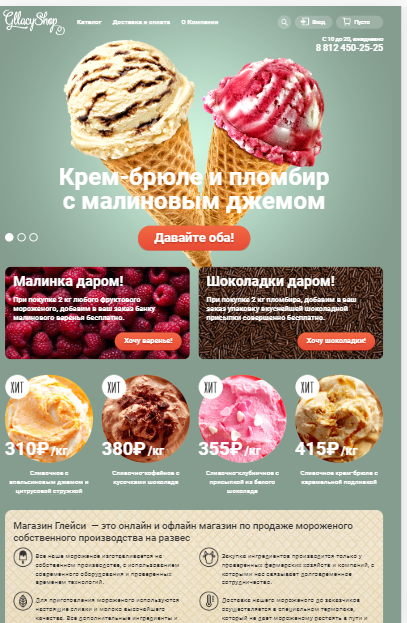 GllacyShop
Каталог Доставка и оплата О Компании
Вход
Пусто
С 10 до 20, ежедневно
8 812 450-25-25
Крем-брюле и пломбир
с малиновым джемом
Давайте оба!
Малинка даром!
При покупке 2 кг любого фруктового
мороженого, добавим в ваш заказ банку
малинового варенья бесплатно.
Хочу варенье!
Шоколадки даром!
При покупке 2 кг пломбира, добавим в ваш
заказ упаковку вкуснейшей шоколадной
присыпки совершенно бесплатно.
Хочу шоколадки!
ХИТ
310₽/кг
Сливочное с
апельсиновым джемом и
цитрусовой стружкой
ХИТ
380₽/кг
Сливочно-кофейное с
кусочками шоколада
ХИТ
355₽/кг
Сливочно-клубничное с
присыпкой из белого
шоколада
ХИТ
415₽/кг
Сливочное крем-брюле с
карамельной подливкой
Магазин Глейси — это онлайн и офлайн магазин по продаже мороженого
собственного производства на развес
Все наше мороженое изготавливается на
собственном производстве, с использованием
современного оборудования и проверенных
временем технологий.
Закупка ингредиентов производится только у
проверенных фермерских хозяйств и компаний, с
которыми нас связывает долговременное
сотрудничество.
Для приготовления мороженого используются
настоящие сливки и молоко высочайшего
качества. Все дополнительные ингредиенты и
Доставка нашего мороженого до заказчиков
осуществляется в специальном термопаке,
который не дает мороженому растаять в пути и